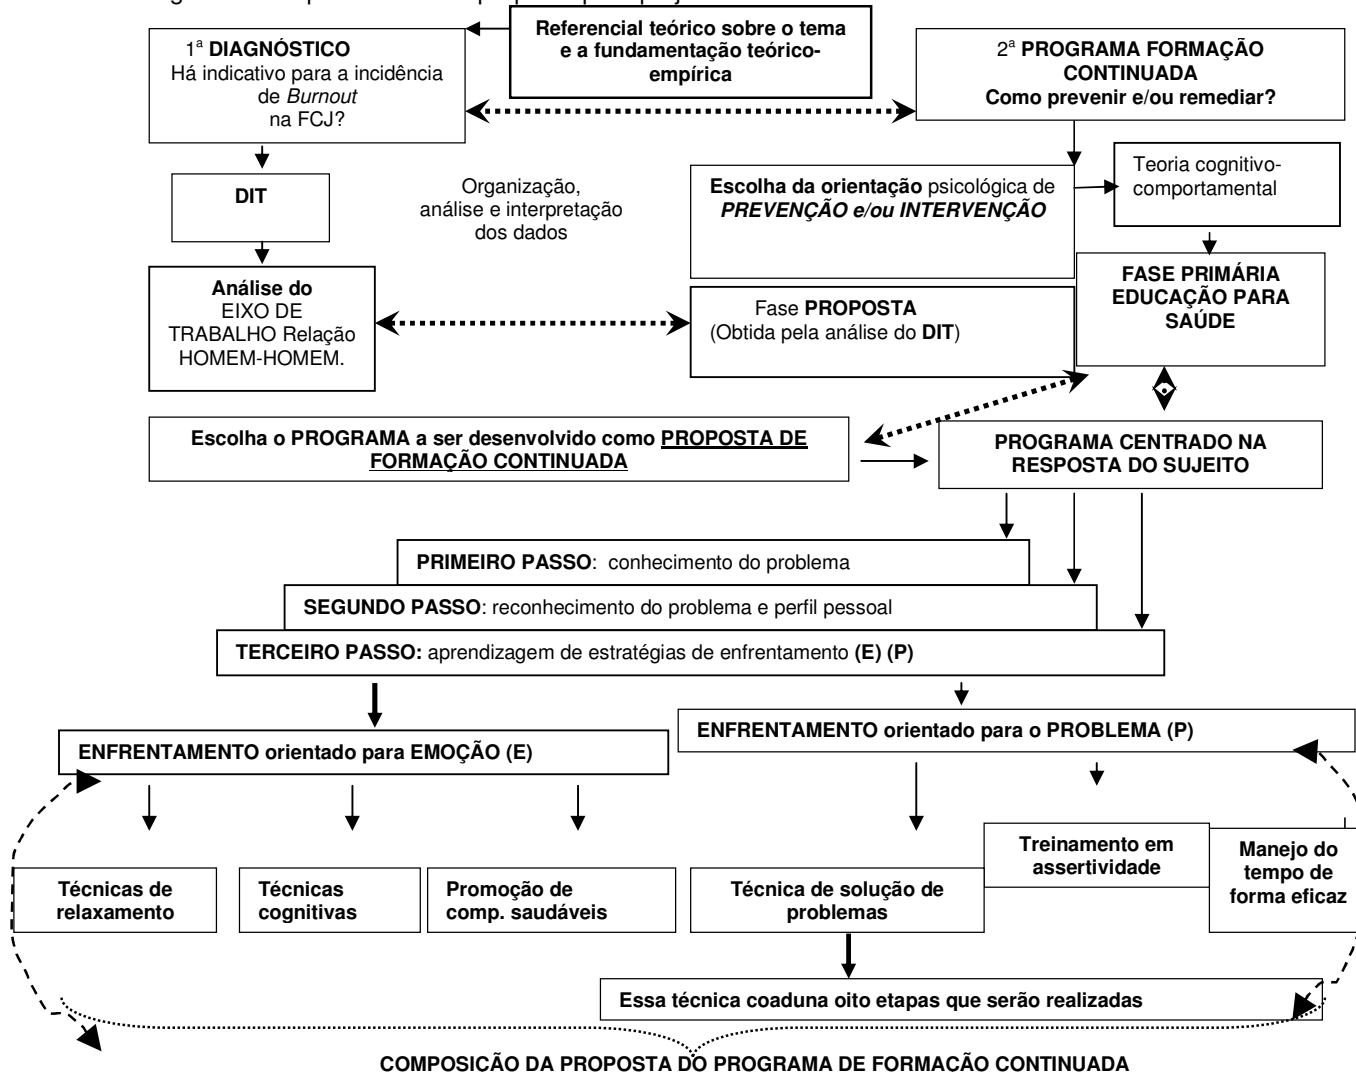 Referencial teórico sobre o tema
e a fundamentação teórico-
empírica
1ª DIAGNÓSTICO
Há indicativo para a incidência
de Burnout
na FCJ?
2ª PROGRAMA FORMAÇÃO
CONTINUADA
Como prevenir e/ou remediar?
DIT
Organização,
análise e interpretação
dos dados
Escolha da orientação psicológica de
PREVENÇÃO e/ou INTERVENÇÃO
Teoria cognitivo-
comportamental
Análise do
EIXO DE
TRABALHO Relação
HOMEM-HOMEM.
Fase PROPOSTA
(Obtida pela análise do DIT)
FASE PRIMÁRIA
EDUCAÇÃO PARA
SAÚDE
Escolha o PROGRAMA a ser desenvolvido como PROPOSTA DE
FORMAÇÃO CONTINUADA
PROGRAMA CENTRADO NA
RESPOSTA DO SUJEITO
PRIMEIRO PASSO: conhecimento do problema
SEGUNDO PASSO: reconhecimento do problema e perfil pessoal
TERCEIRO PASSO: aprendizagem de estratégias de enfrentamento (E) (P)
ENFRENTAMENTO orientado para EMOÇÃO (E)
ENFRENTAMENTO orientado para o PROBLEMA (P)
Técnicas de
relaxamento
Técnicas
cognitivas
Promoção de
comp. saudáveis
Técnica de solução de
problemas
Treinamento em
assertividade
Manejo do
tempo de
forma eficaz
Essa técnica coaduna oito etapas que serão realizadas
COMPOSIÇÃO DA PROPOSTA DO PROGRAMA DE FORMAÇÃO CONTINUADA